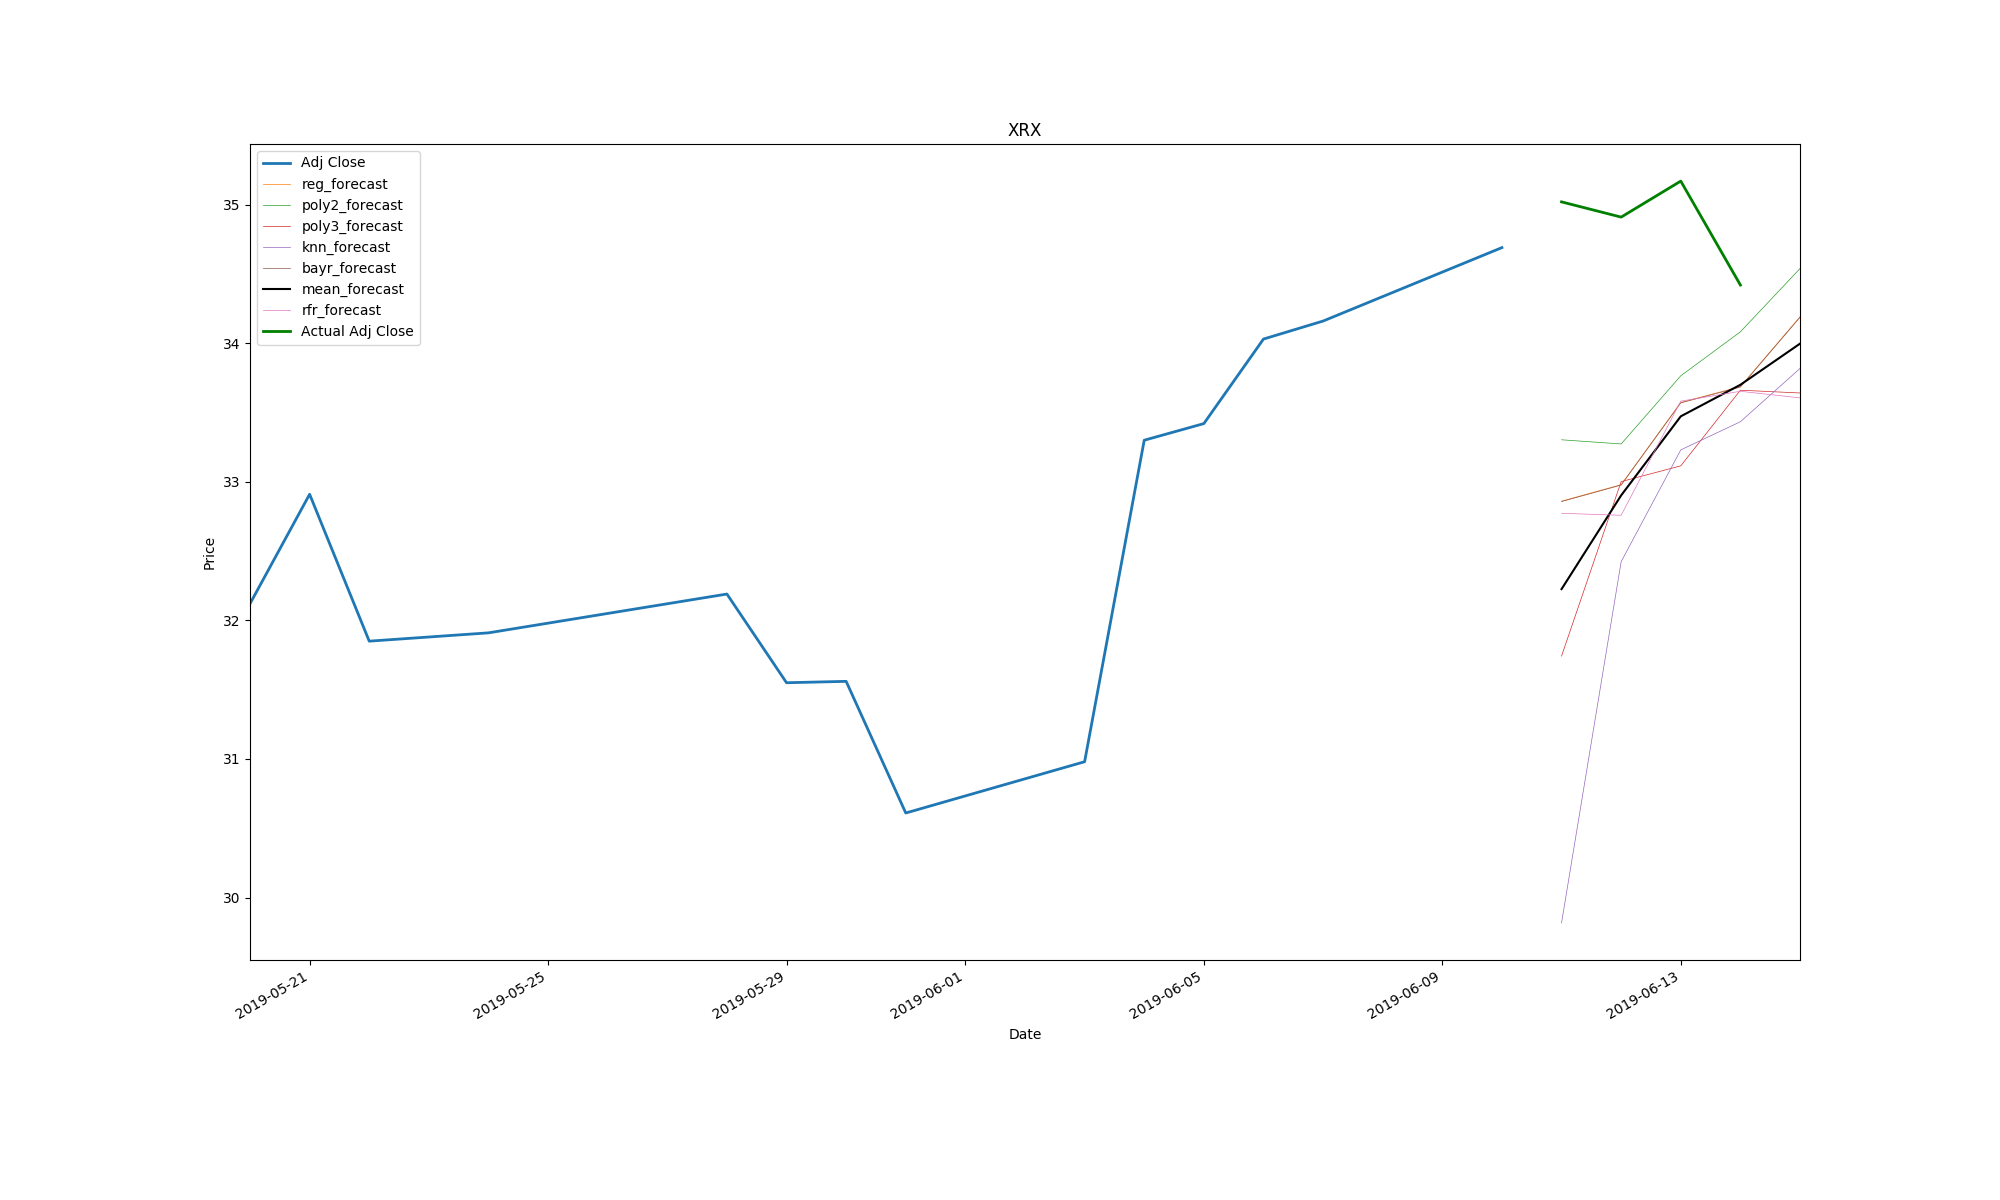 XRX
Adj Close
reg_forecast
poly2_forecast
poly3_forecast
knn_forecast
bayr_forecast
mean_forecast
rfr_forecast
Actual Adj Close
35
34
33
32
31
30
Price
2019-05-21
2019-05-25
2019-05-29
2019-06-01
2019-06-05
2019-06-09
2019-06-13
Date